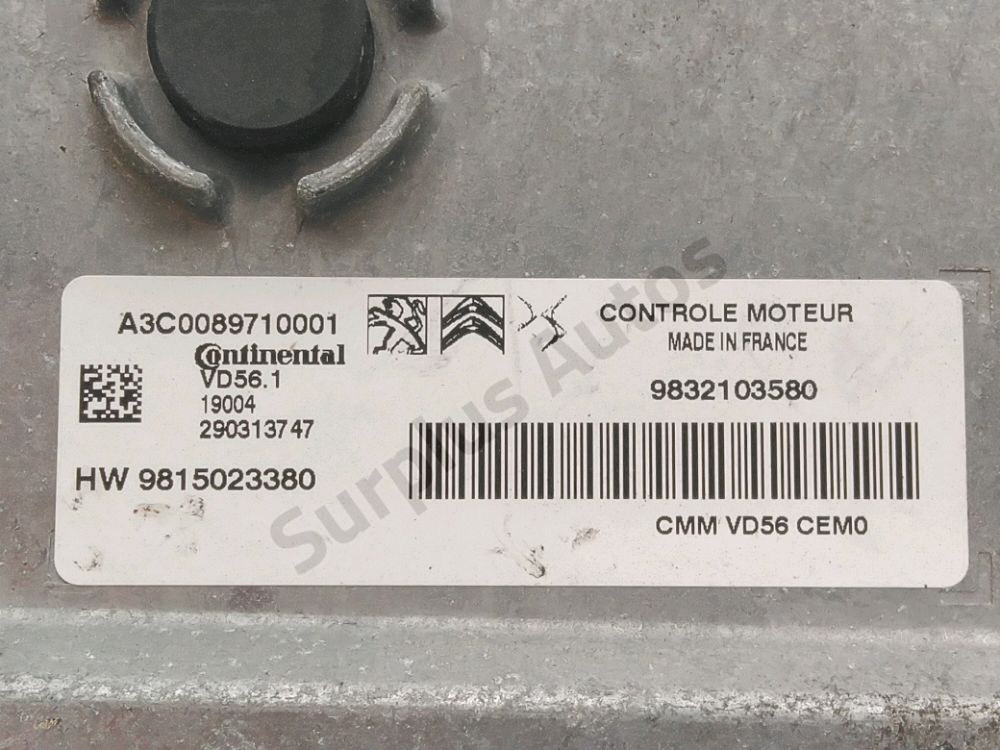 A3C0089710001
Continental
VD56.1
19004
290313747
HW 9815023380
CONTROLE MOTEUR
MADE IN FRANCE
9832103580
CMM VD56 CEM0
Surplus Autos